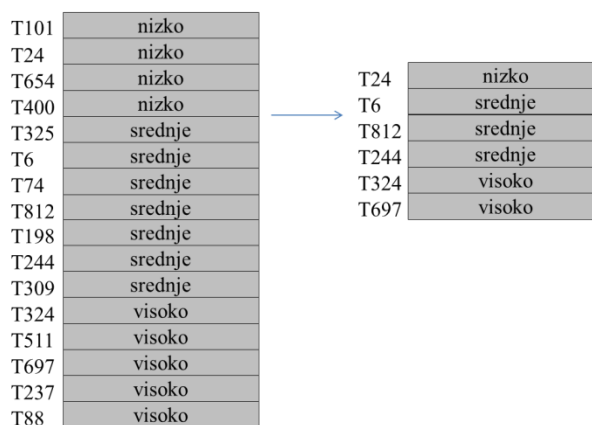 T101 nizko
T24 nizko
T654 nizko
T400 nizko
T325 srednje
T6 srednje
T74 srednje
T812 srednje
T198 srednje
T244 srednje
T309 srednje
T324 visoko
T511 visoko
T697 visoko
T237 visoko
T88 visoko
T24 nizko
T6 srednje
T812 srednje
T244 srednje
T324 visoko
T697 visoko